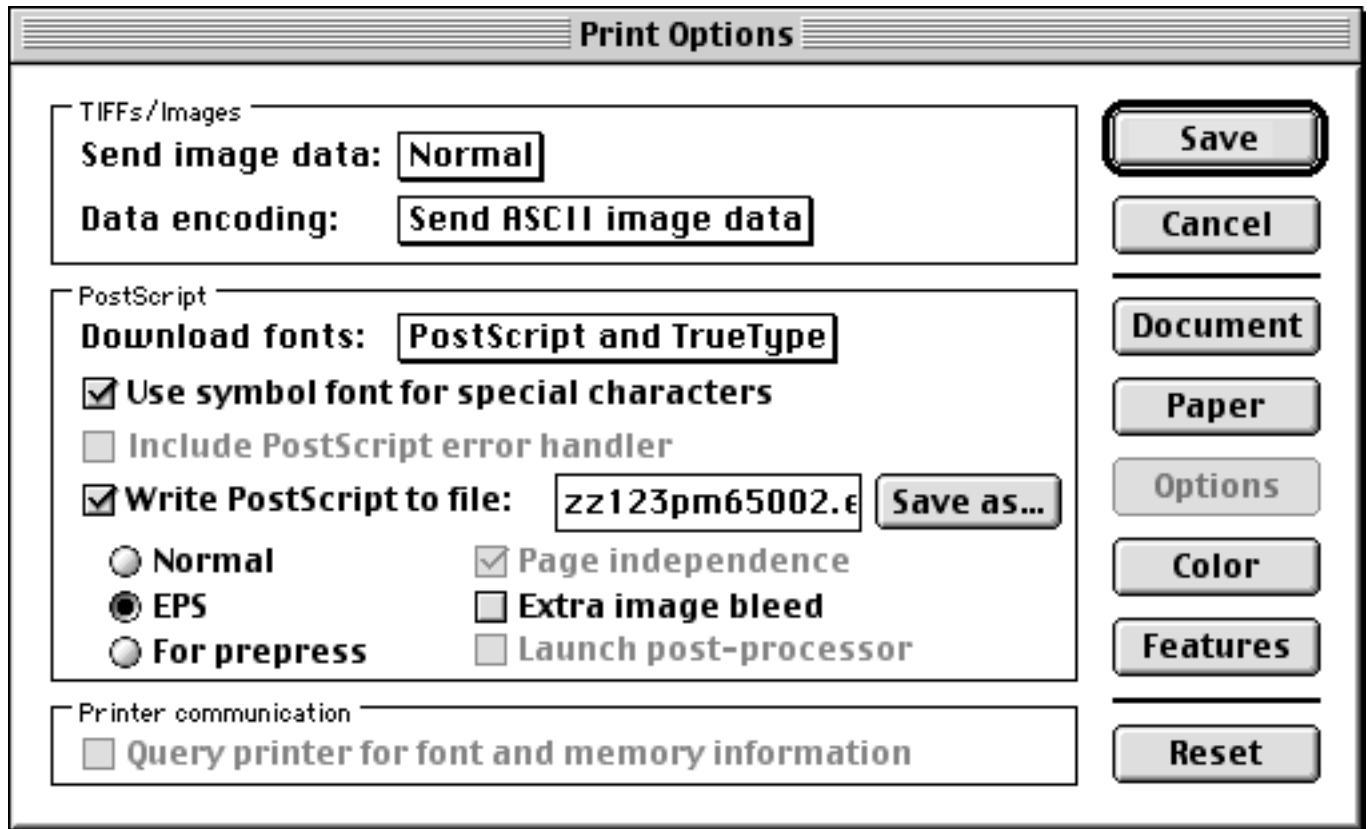 Print Options
TIFFs/Images
Send image data: Normal
Data encoding: Send ASCII image data
PostScript
Download fonts: PostScript and TrueType
Use symbol font for special characters
Include PostScript error handler
Write PostScript to file: zz123pm65002.e Save as...
Normal Page independence
EPS Extra image bleed
For prepress Launch post-processor
Printer communication
Query printer for font and memory information
Save
Cancel
Document
Paper
Options
Color
Features
Reset